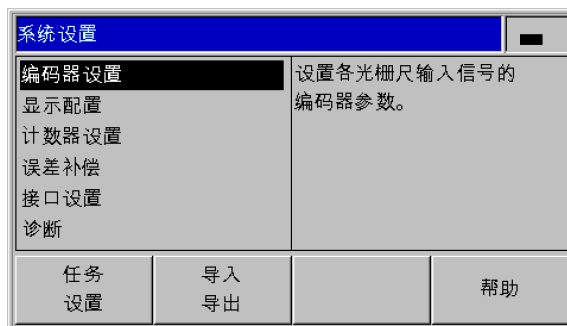 系统设置
编码器设置
显示配置
计数器设置
误差补偿
接口设置
诊断
设置各光栅尺输入信号的
编码器参数。
任务
设置
导入
导出
帮助